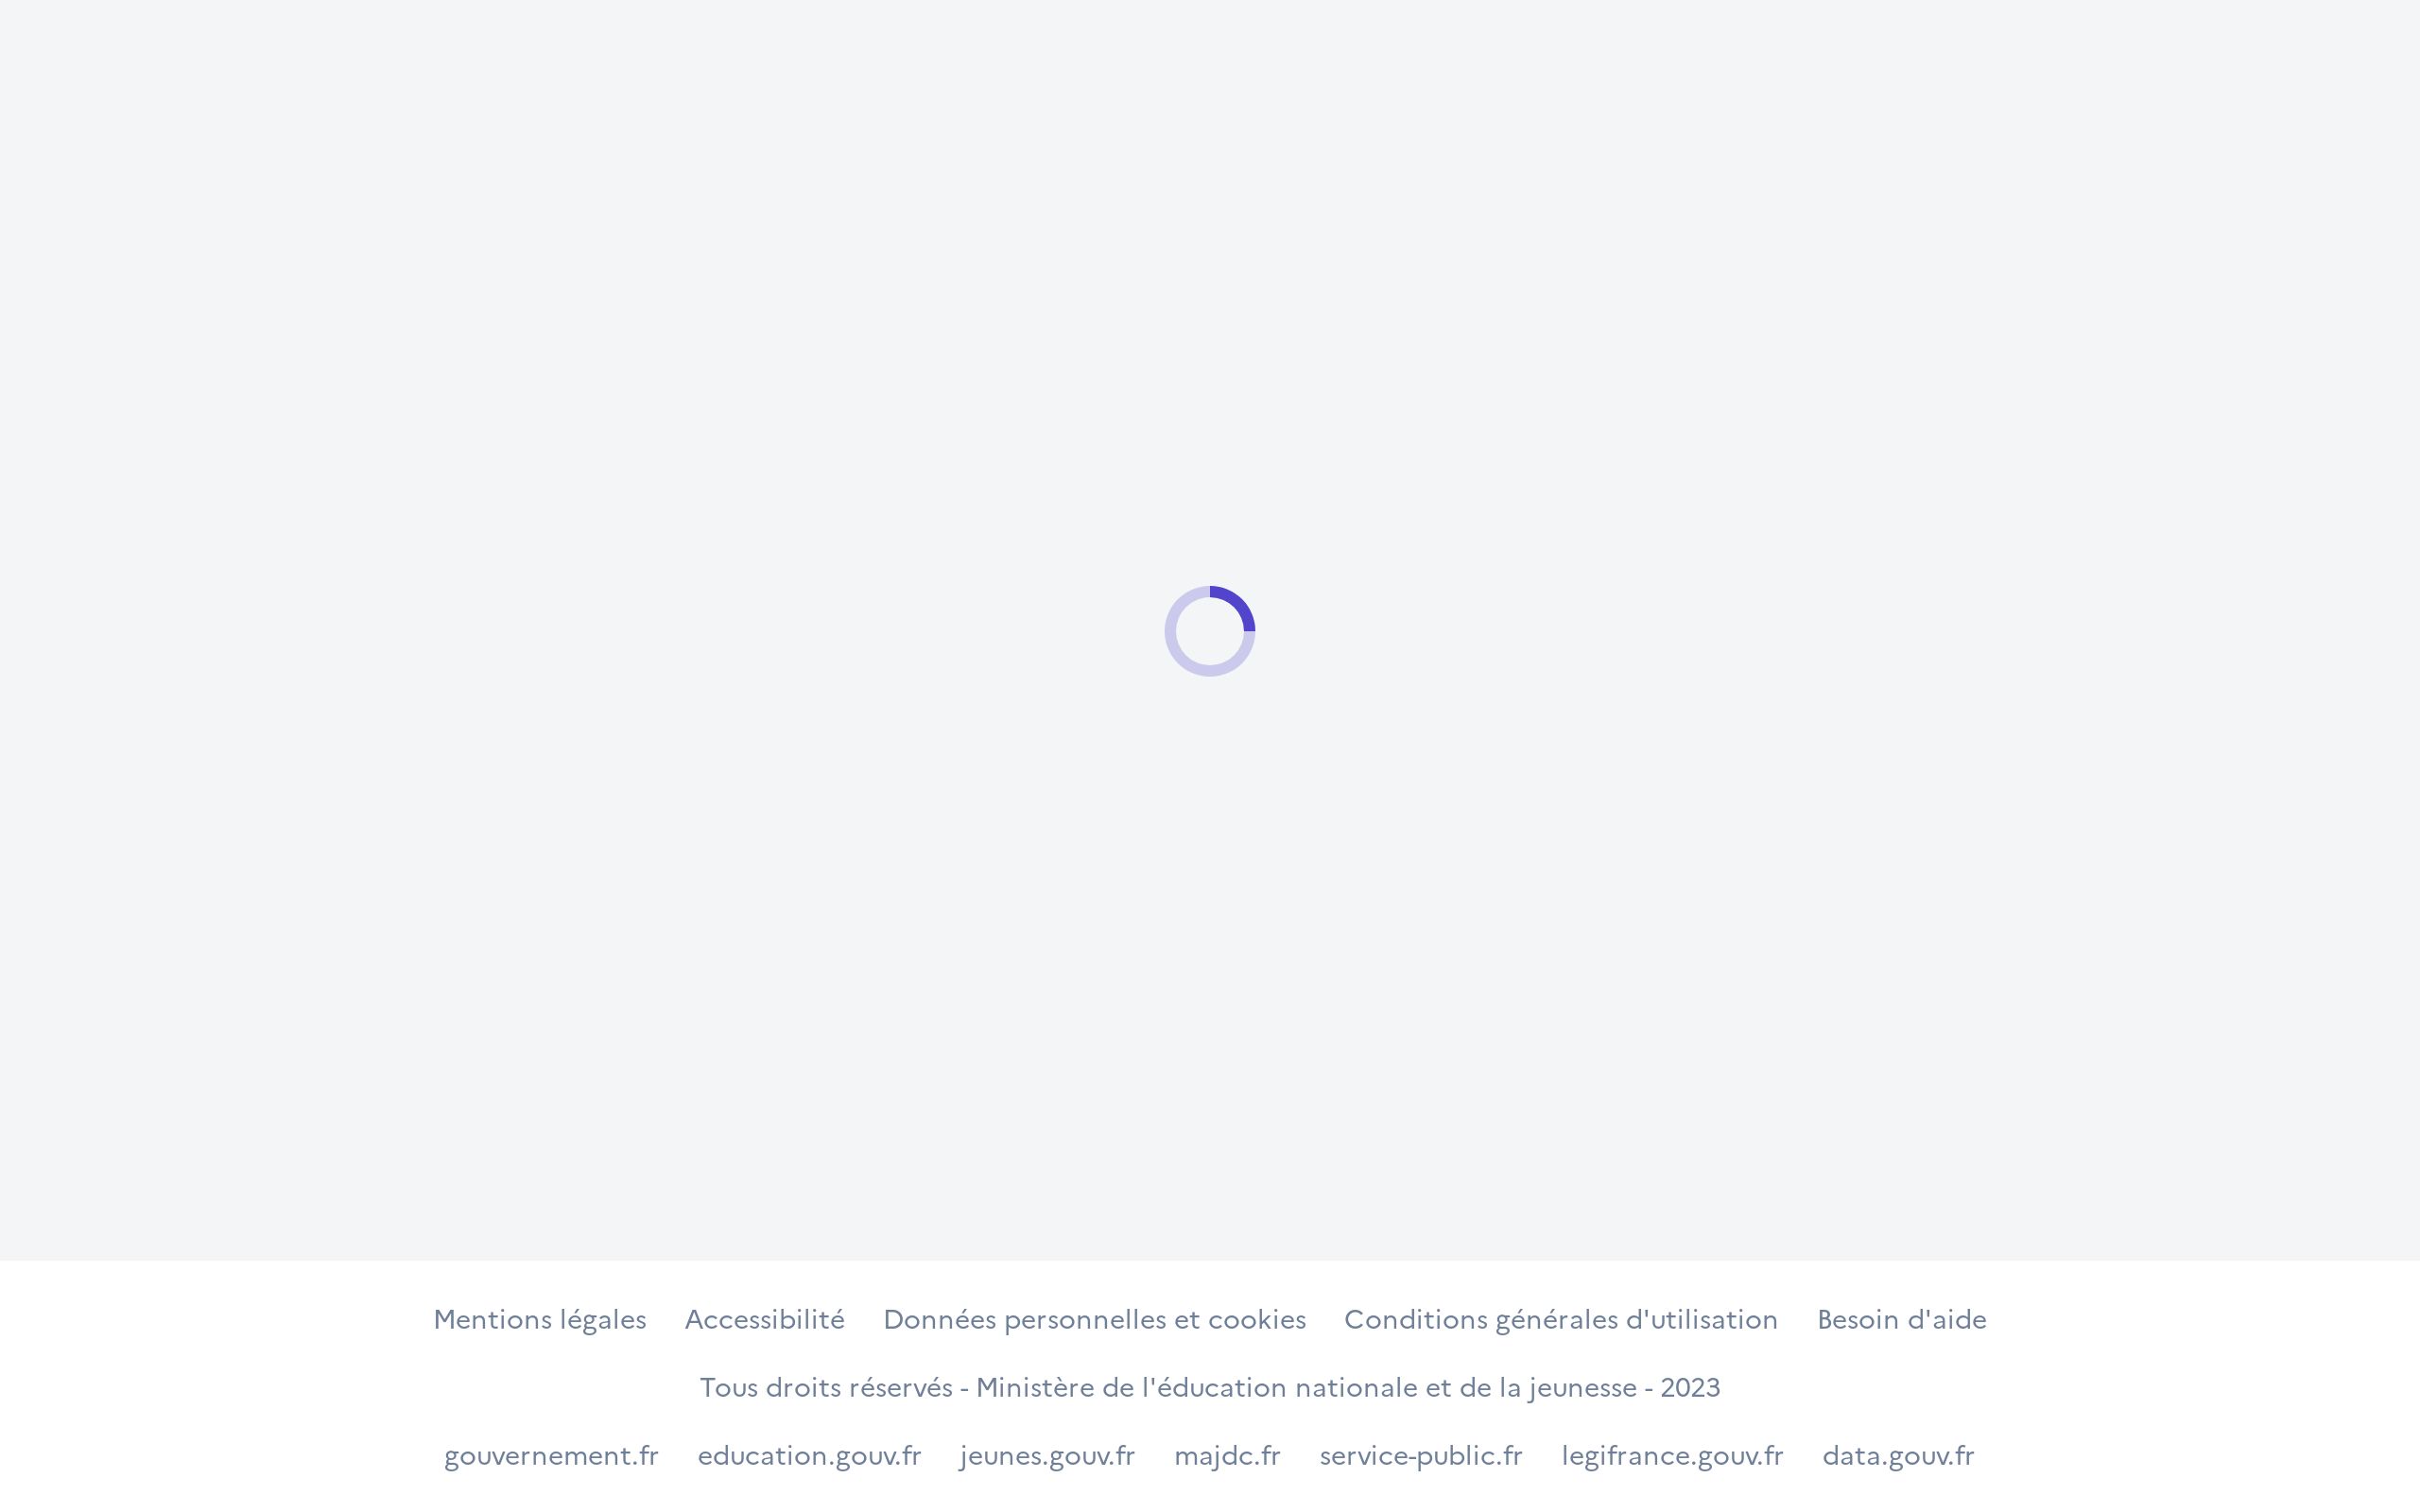 Mentions légales Accessibilité Données personnelles et cookies Conditions générales d'utilisation Besoin d'aide
Tous droits réservés - Ministère de l'éducation nationale et de la jeunesse - 2023
gouvernement.fr education.gouv.fr jeunes.gouv.fr majdc.fr service-public.fr legifrance.gouv.fr data.gouv.fr